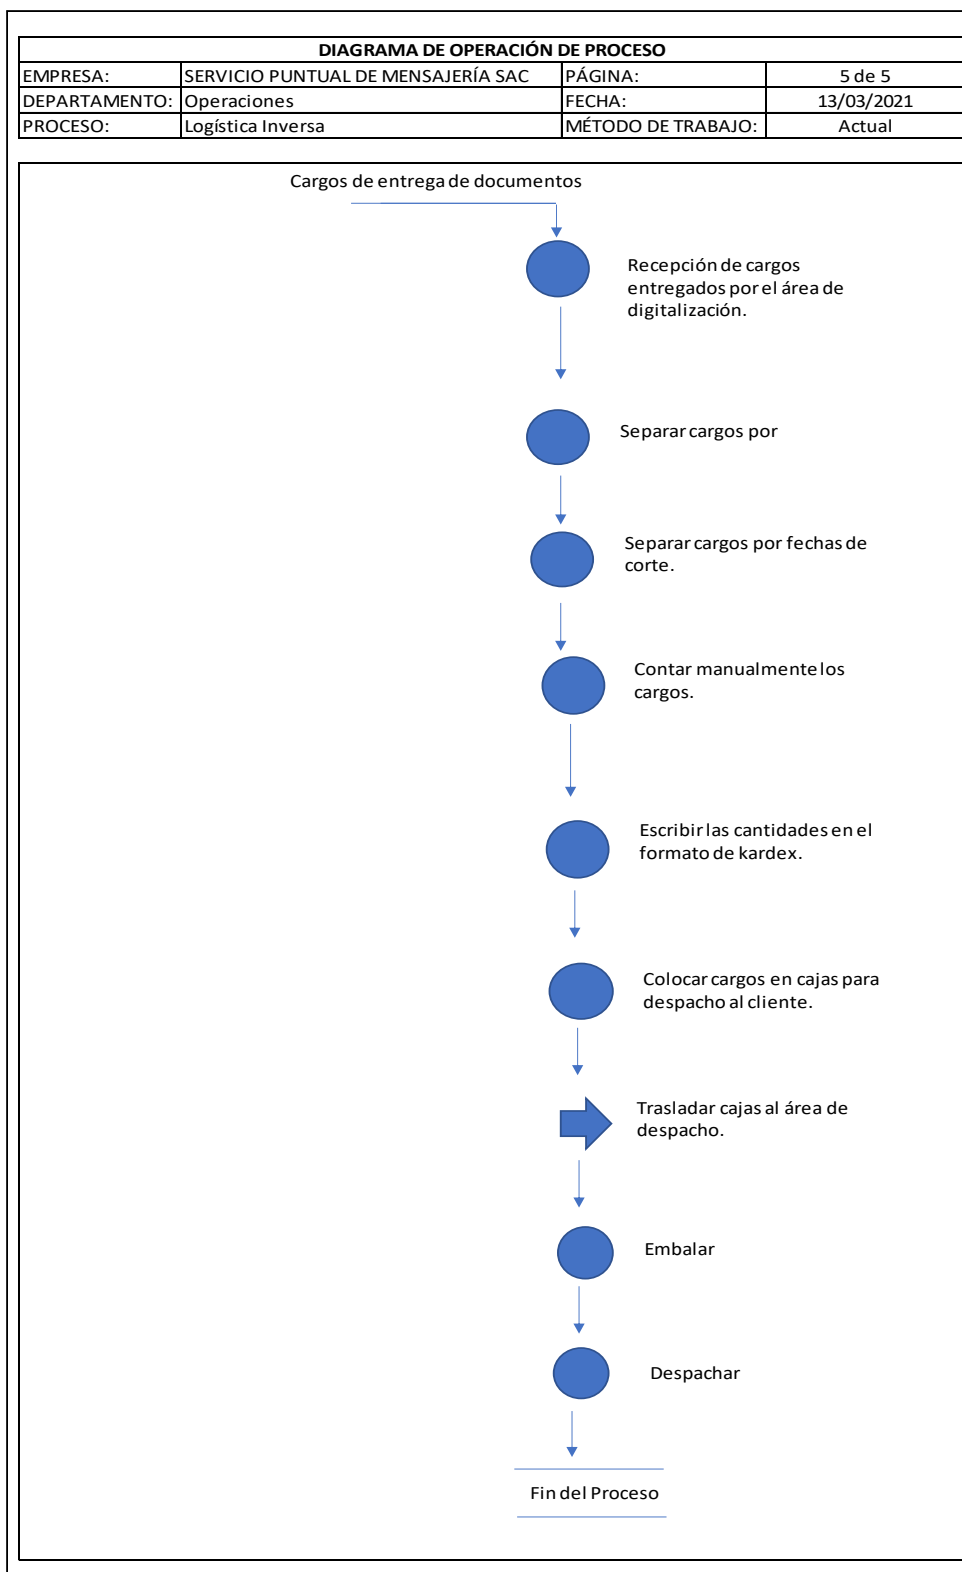 DIAGRAMA DE OPERACIÓN DE PROCESO
EMPRESA: SERVICIO PUNTUAL DE MENSAJERÍA SAC PÁGINA: 5 de 5
DEPARTAMENTO: Operaciones FECHA: 13/03/2021
PROCESO: Logística Inversa MÉTODO DE TRABAJO: Actual
Cargos de entrega de documentos
Recepción de cargos
entregados por el área de
digitalización.
Separar cargos por
Separar cargos por fechas de
corte.
Contar manualmente los
cargos.
Escribir las cantidades en el
formato de kardex.
Colocar cargos en cajas para
despacho al cliente.
Trasladar cajas al área de
despacho.
Embalar
Despachar
Fin del Proceso